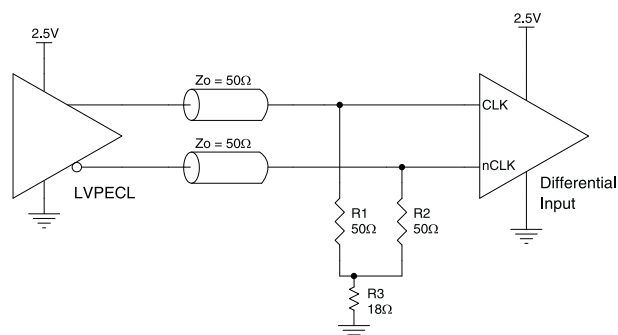 2.5V
2.5V
Zo = 50Ω
CLK
Zo = 50Ω
nCLK
LVPECL
Differential
Input
R1
50Ω
R2
50Ω
R3
18Ω